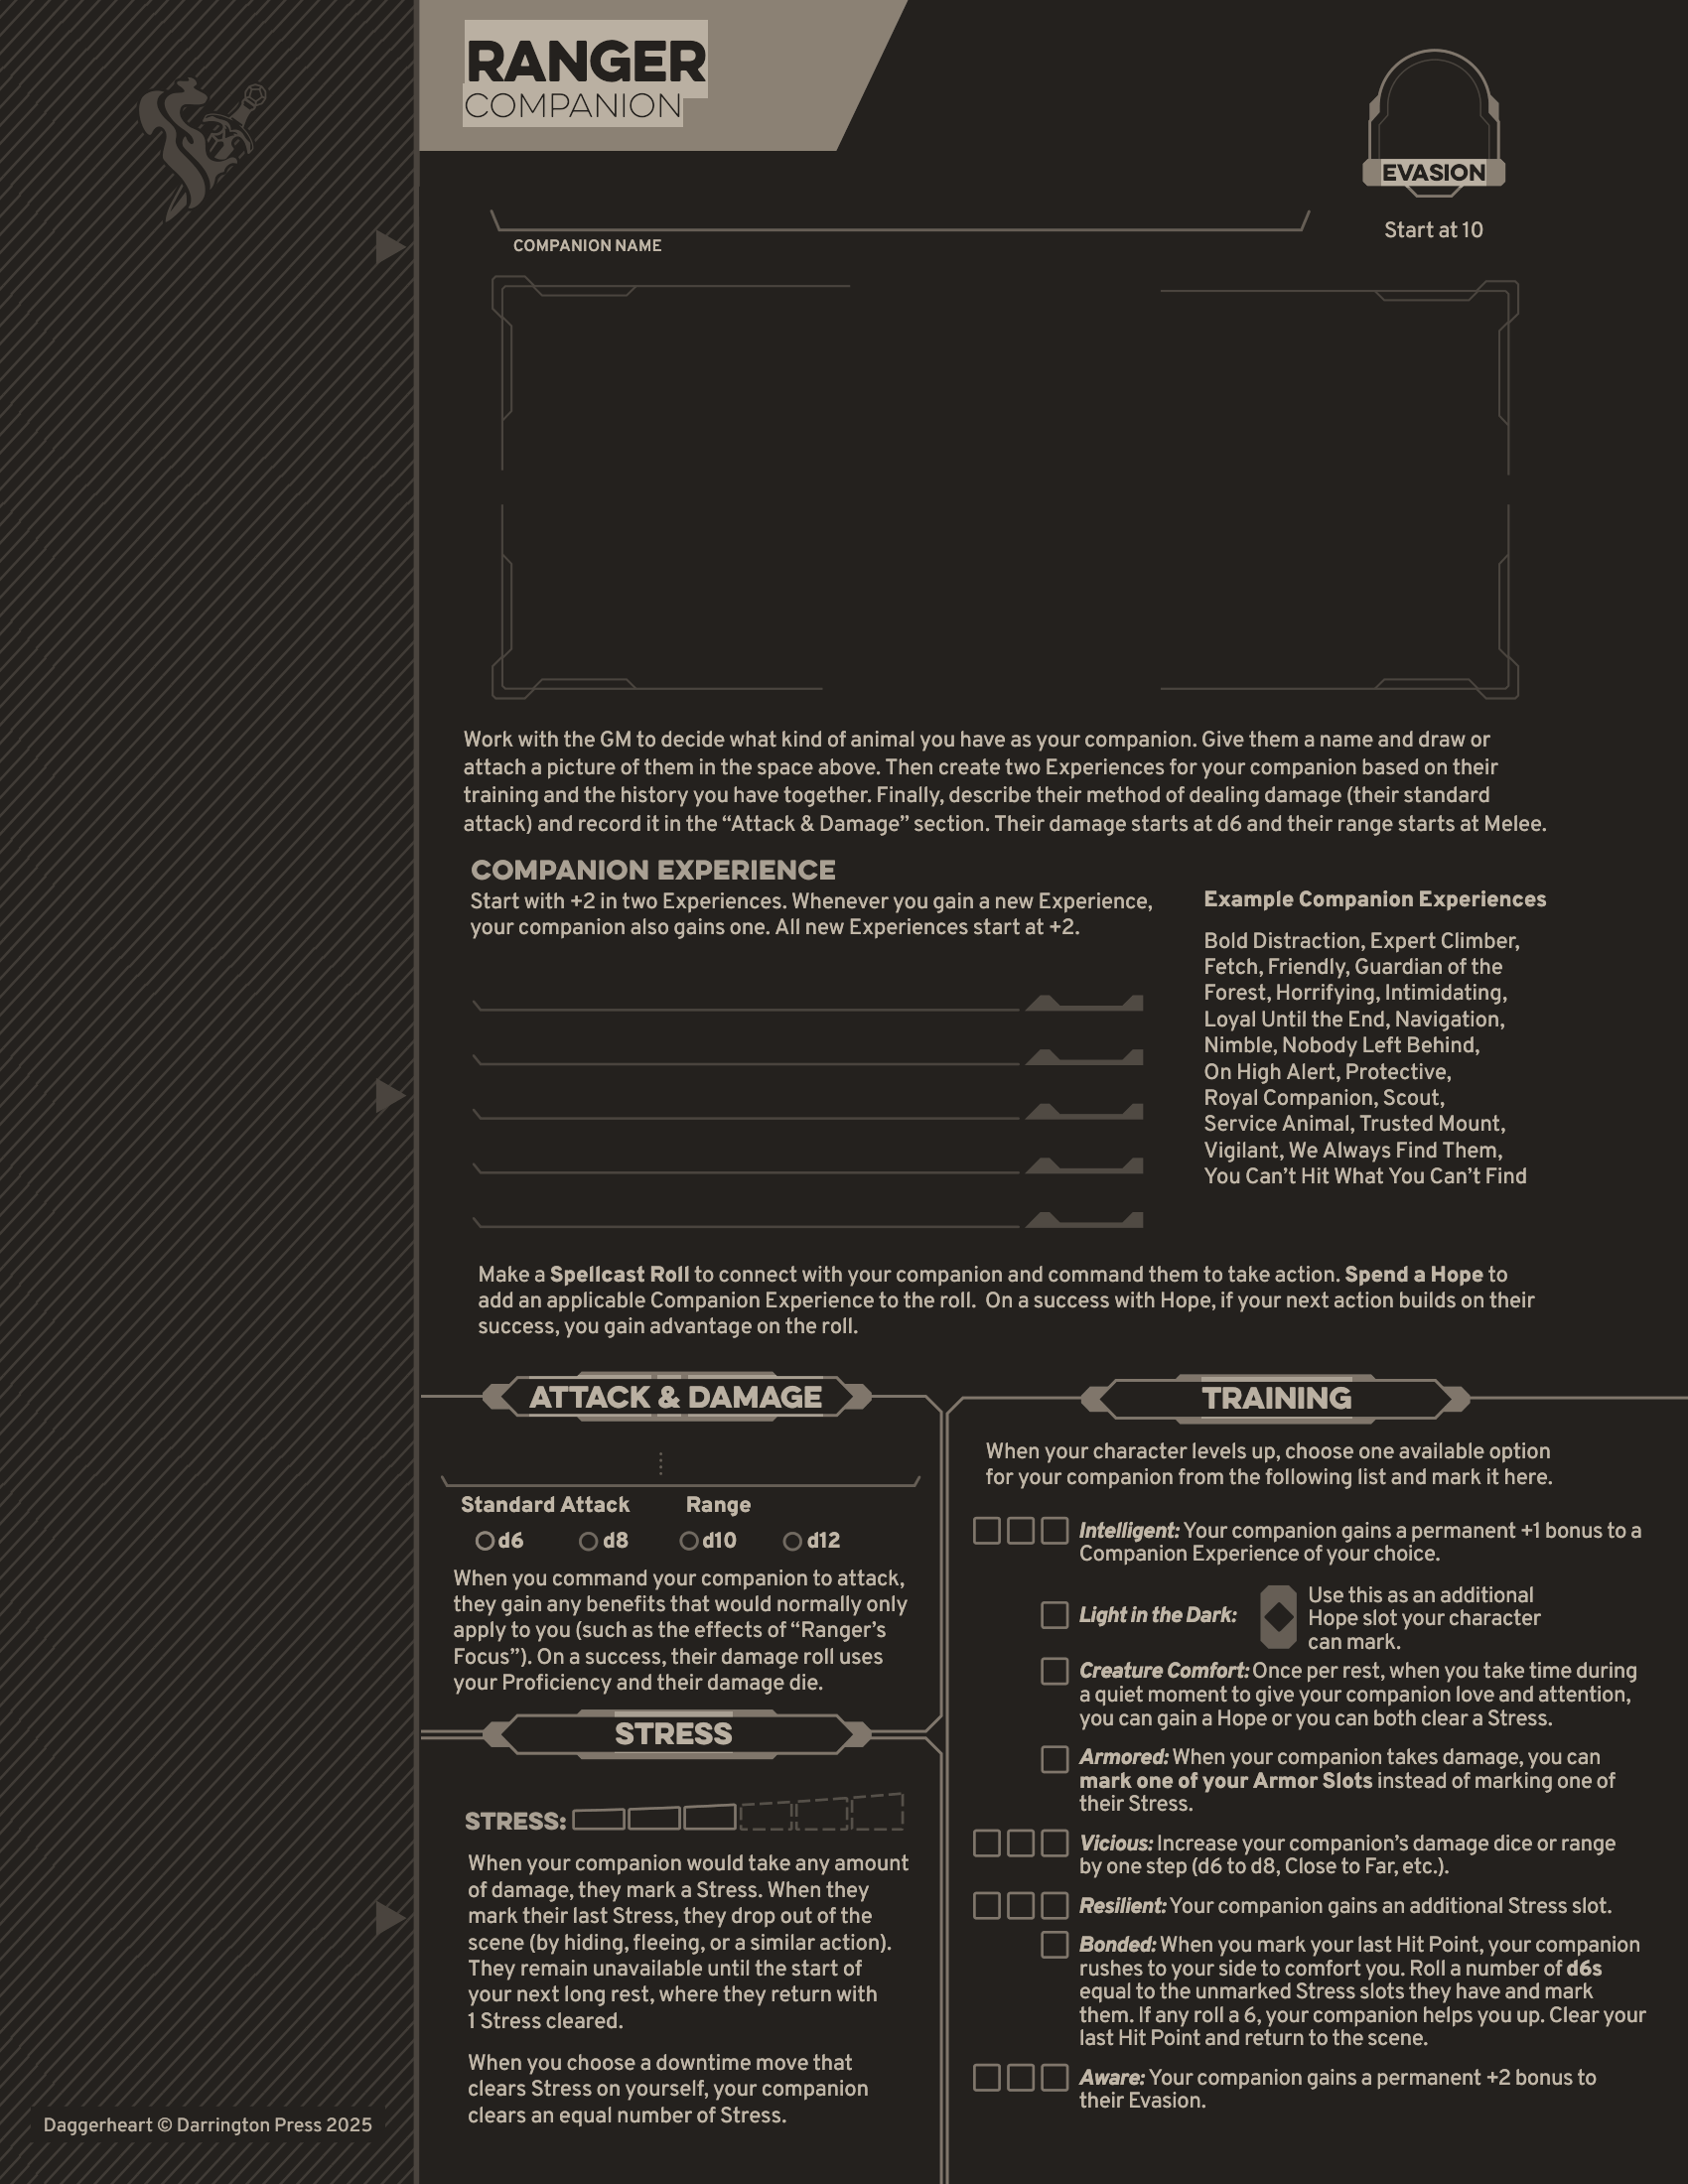 RANGER
COMPANION
EVASION
Start at 10
COMPANION NAME
Work with the GM to decide what kind of animal you have as your companion. Give them a name and draw or
attach a picture of them in the space above. Then create two Experiences for your companion based on their
training and the history you have together. Finally, describe their method of dealing damage (their standard
attack) and record it in the “Attack & Damage” section. Their damage starts at d6 and their range starts at Melee.
COMPANION EXPERIENCE
Start with +2 in two Experiences. Whenever you gain a new Experience,
your companion also gains one. All new Experiences start at +2.
Example Companion Experiences
Bold Distraction, Expert Climber,
Fetch, Friendly, Guardian of the
Forest, Horrifying, Intimidating,
Loyal Until the End, Navigation,
Nimble, Nobody Left Behind,
On High Alert, Protective,
Royal Companion, Scout,
Service Animal, Trusted Mount,
Vigilant, We Always Find Them,
You Can’t Hit What You Can’t Find
Make a Spellcast Roll to connect with your companion and command them to take action. Spend a Hope to
add an applicable Companion Experience to the roll. On a success with Hope, if your next action builds on their
success, you gain advantage on the roll.
ATTACK & DAMAGE
Standard Attack Range
d6 d8 d10 d12
When you command your companion to attack,
they gain any benefits that would normally only
apply to you (such as the effects of “Ranger’s
Focus”). On a success, their damage roll uses
your Proficiency and their damage die.
STRESS
STRESS:
When your companion would take any amount
of damage, they mark a Stress. When they
mark their last Stress, they drop out of the
scene (by hiding, fleeing, or a similar action).
They remain unavailable until the start of
your next long rest, where they return with
1 Stress cleared.
When you choose a downtime move that
clears Stress on yourself, your companion
clears an equal number of Stress.
TRAINING
When your character levels up, choose one available option
for your companion from the following list and mark it here.
Intelligent: Your companion gains a permanent +1 bonus to a
Companion Experience of your choice.
Light in the Dark:
Use this as an additional
Hope slot your character
can mark.
Creature Comfort: Once per rest, when you take time during
a quiet moment to give your companion love and attention,
you can gain a Hope or you can both clear a Stress.
Armored: When your companion takes damage, you can
mark one of your Armor Slots instead of marking one of
their Stress.
Vicious: Increase your companion’s damage dice or range
by one step (d6 to d8, Close to Far, etc.).
Resilient: Your companion gains an additional Stress slot.
Bonded: When you mark your last Hit Point, your companion
rushes to your side to comfort you. Roll a number of d6s
equal to the unmarked Stress slots they have and mark
them. If any roll a 6, your companion helps you up. Clear your
last Hit Point and return to the scene.
Aware: Your companion gains a permanent +2 bonus to
their Evasion.
Daggerheart © Darrington Press 2025